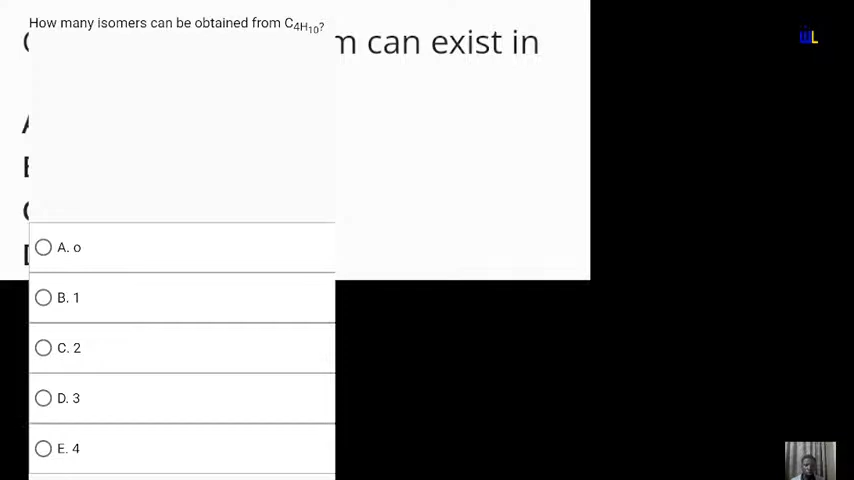 How many isomers can be obtained from C4H10?
m can exist in
A. o
B. 1
C. 2
D. 3
E. 4